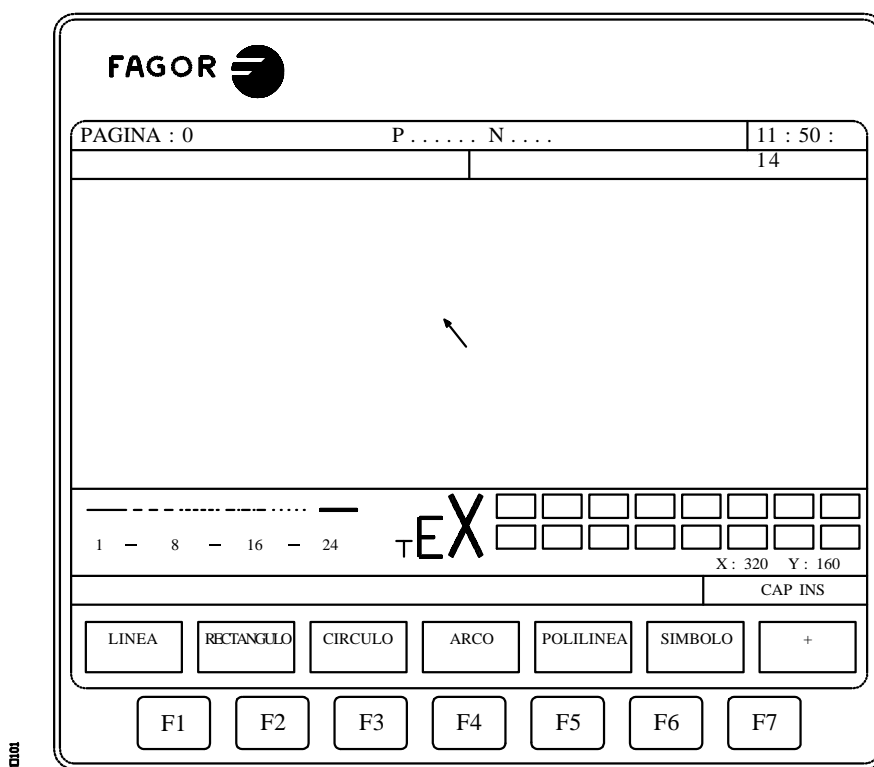 FAGOR
PAGINA : 0 P . . . . . . N . . . . 11 : 50 :
14
1 – 8 – 16 – 24 TEX
X : 320 Y : 160
CAP INS
LINEA RECTANGULO CIRCULO ARCO POLILINEA SIMBOLO +
F1 F2 F3 F4 F5 F6 F7